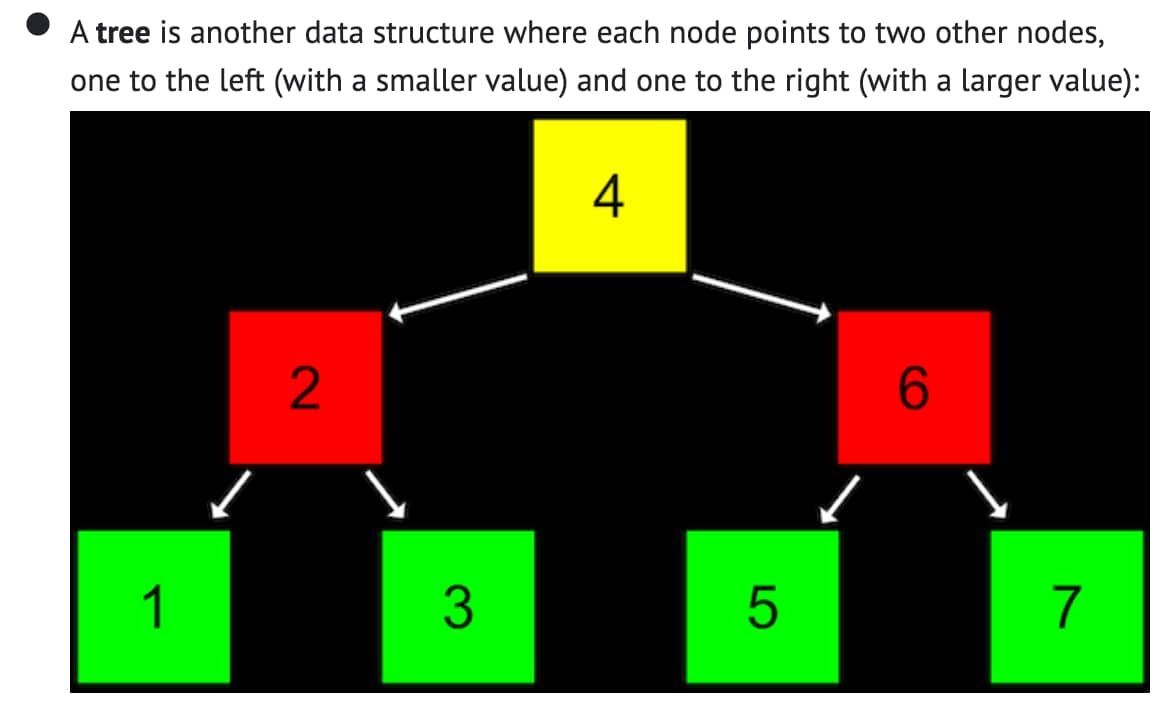 A tree is another data structure where each node points to two other nodes,
one to the left (with a smaller value) and one to the right (with a larger value):
4
2 6
1 3 5 7